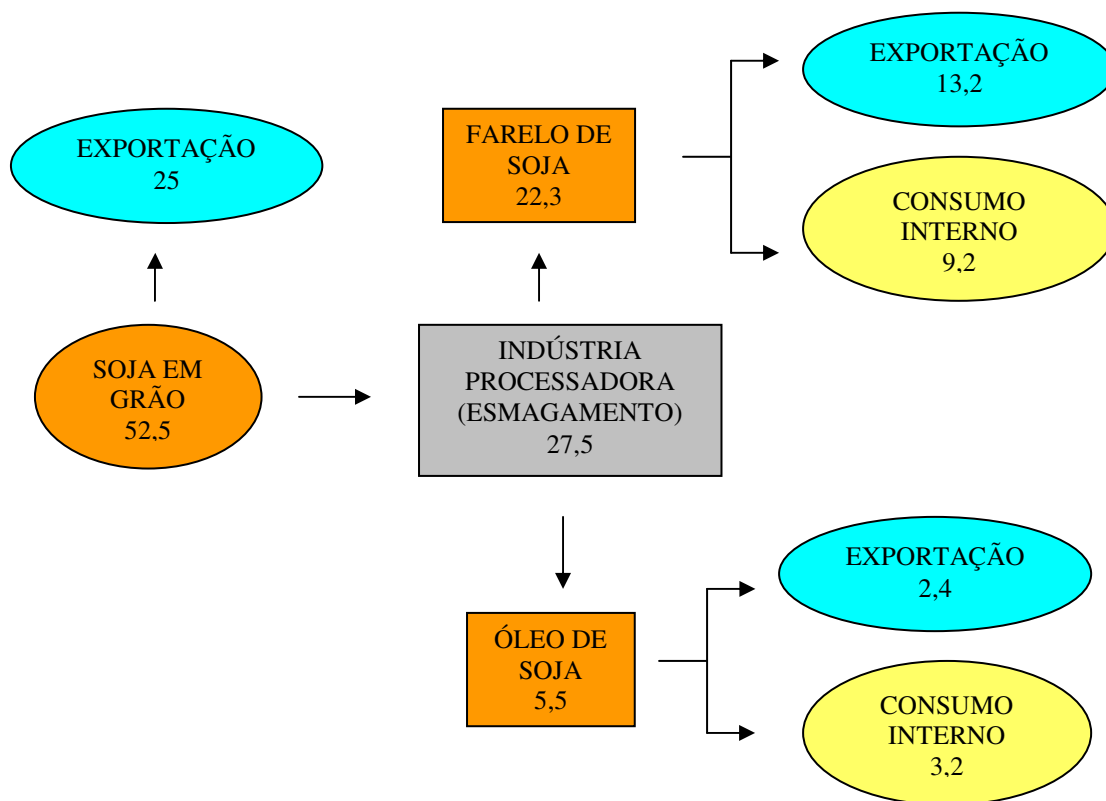 EXPORTAÇÃO
25
SOJA EM
GRÃO
52,5
FARELO DE
SOJA
22,3
INDÚSTRIA
PROCESSADORA
(ESMAGAMENTO)
27,5
ÓLEO DE
SOJA
5,5
EXPORTAÇÃO
13,2
CONSUMO
INTERNO
9,2
EXPORTAÇÃO
2,4
CONSUMO
INTERNO
3,2